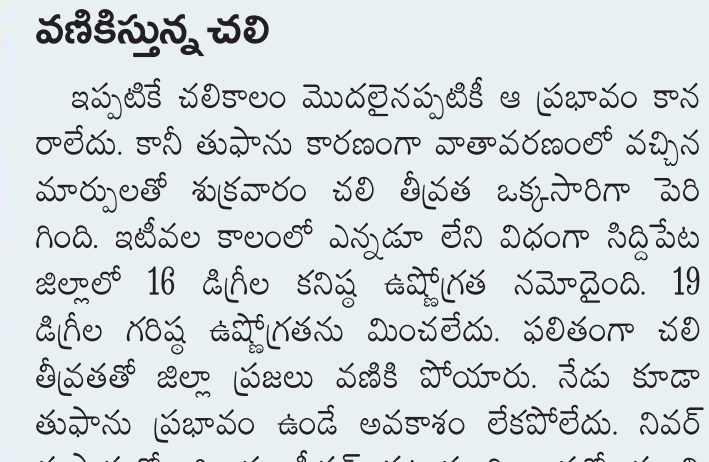 వణికిస్తున్న చలి
ఇప్పటికే చలికాలం మొదలైనప్పటికీ ఆ ప్రభావం కాన
రాలేదు. కానీ తుఫాను కారణంగా వాతావరణంలో వచ్చిన
మార్పులతో శుక్రవారం చలి తీవ్రత ఒక్కసారిగా పెరి
గింది. ఇటీవల కాలంలో ఎన్నడూ లేని విధంగా సిద్దిపేట
జిల్లాలో 16 డిగ్రీల కనిష్ఠ ఉష్ణోగ్రత నమోదైంది. 19
డిగ్రీల గరిష్ఠ ఉష్ణోగ్రతను మించలేదు. ఫలితంగా చలి
తీవ్రతతో జిల్లా ప్రజలు వణికి పోయారు. నేడు కూడా
తుఫాను ప్రభావం ఉండే అవకాశం లేకపోలేదు. నివర్